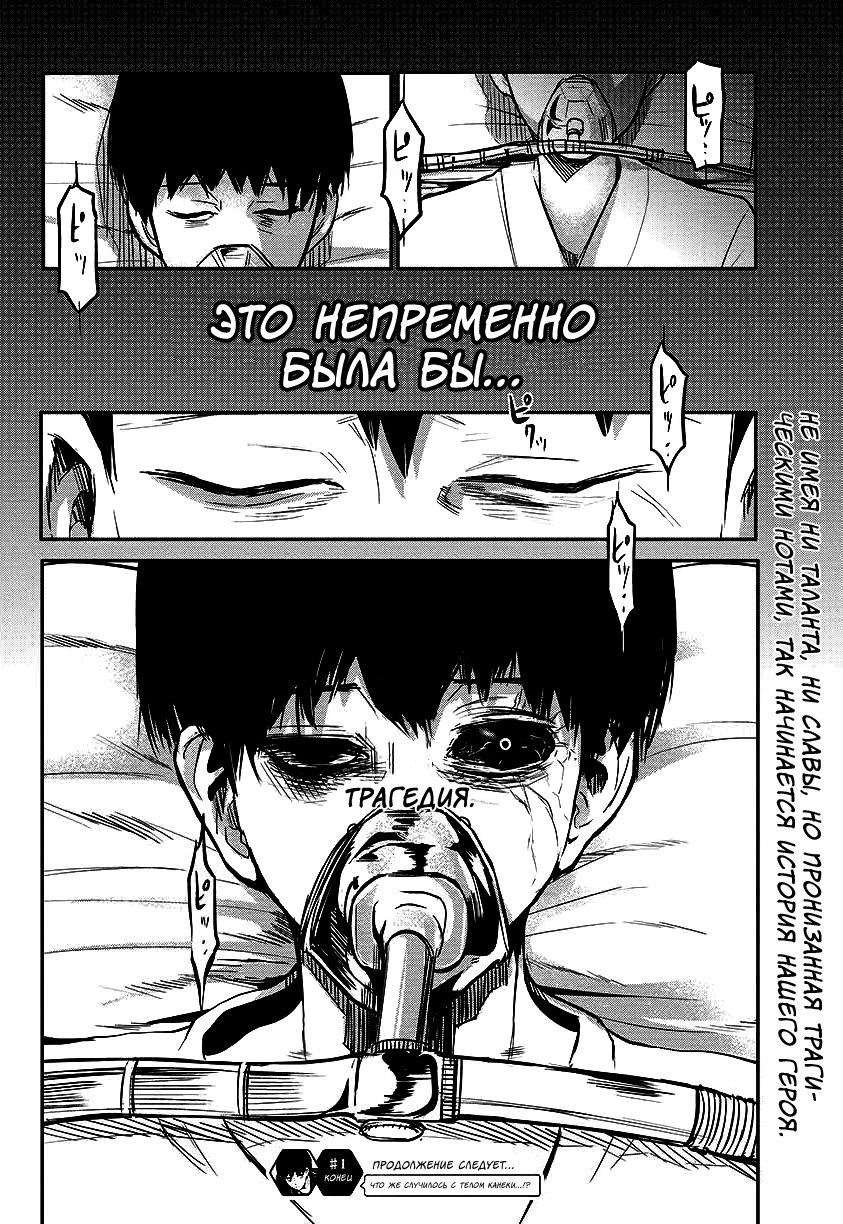 ピッ…
ピッ…
ピッ…
ЭТО НЕПРЕМЕННО
БЫЛА БЫ...
ピクッ
ピッ…
ピッ…
НЕ ИМЕЯ НИ ТАЛАНТА, НИ СЛАВЫ, НО ПРОНИЗАННАЯ ТРАГИ-
ЧЕСКИМИ НОТАМИ, ТАК НАЧИНАЕТСЯ ИСТОРИЯ НАШЕГО ГЕРОЯ.
ТРАГЕДИЯ.
ピッ…
#1
КОНЕЦ
ПРОДОЛЖЕНИЕ СЛЕДУЕТ...
ЧТО ЖЕ СЛУЧИЛОСЬ С ТЕЛОМ КАНЕКИ...!?